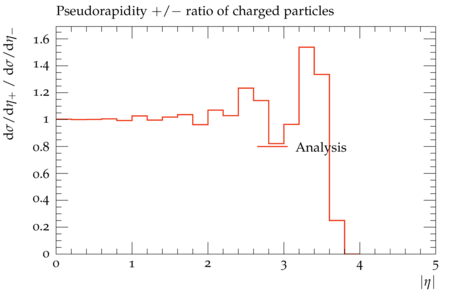 Pseudorapidity +/− ratio of charged particles
dσ/dη₊ / dσ/dη₋
1.6
1.4
1.2
1
0.8
0.6
0.4
0.2
0
Analysis
0 1 2 3 4 5
|η|